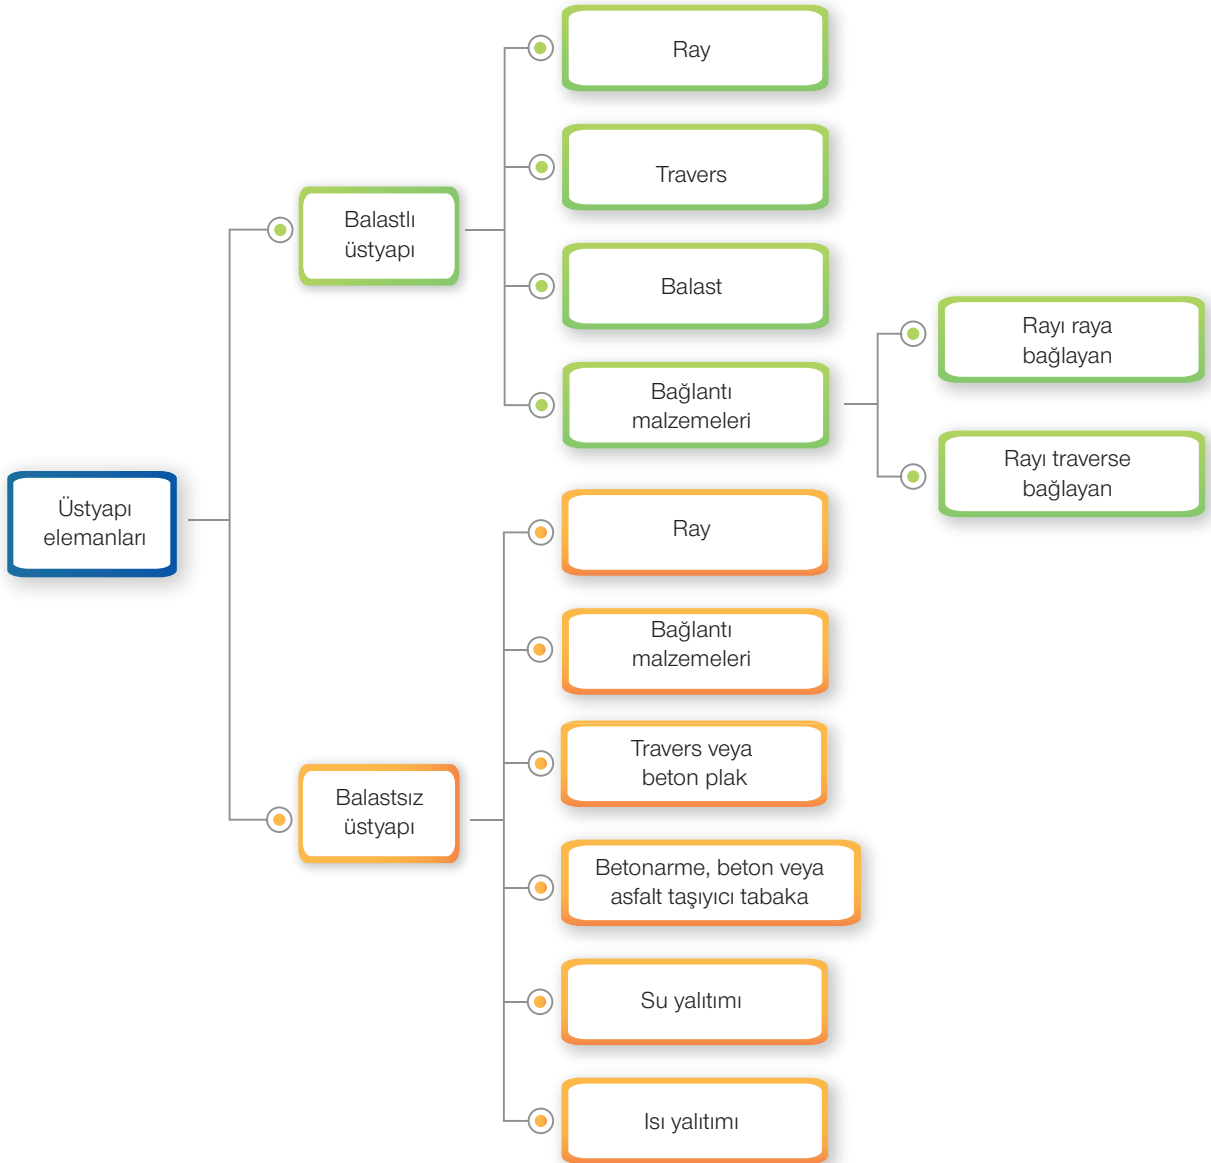 Üstyapı
elemanları
Balastlı
üstyapı
Ray
Travers
Balast
Bağlantı
malzemeleri
Rayı raya
bağlayan
Rayı traverse
bağlayan
Balastsız
üstyapı
Ray
Bağlantı
malzemeleri
Travers veya
beton plak
Betonarme, beton veya
asfalt taşıyıcı tabaka
Su yalıtımı
Isı yalıtımı